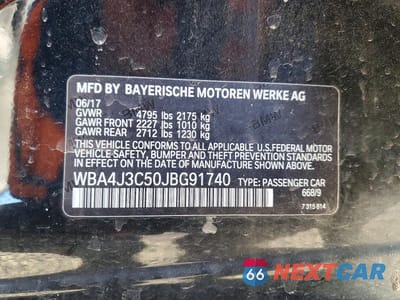 MFD BY BAYERISCHE MOTOREN WERKE AG
06/17
GVWR 4795 lbs 2175 kg
GAWR FRONT 2227 lbs 1010 kg
GAWR REAR 2712 lbs 1230 kg
THIS VEHICLE CONFORMS TO ALL APPLICABLE
U.S.FEDERAL MOTOR
VEHICLE SAFETY, BUMPER, AND THEFT PREVENTION STANDARDS
IN EFFECT ON THE DATE OF MANUFACTURE SHOWN ABOVE.
WBA4J3C50JBG91740 TYPE: PASSENGER CAR
668/9
7 315 814
66 NEXTCAR